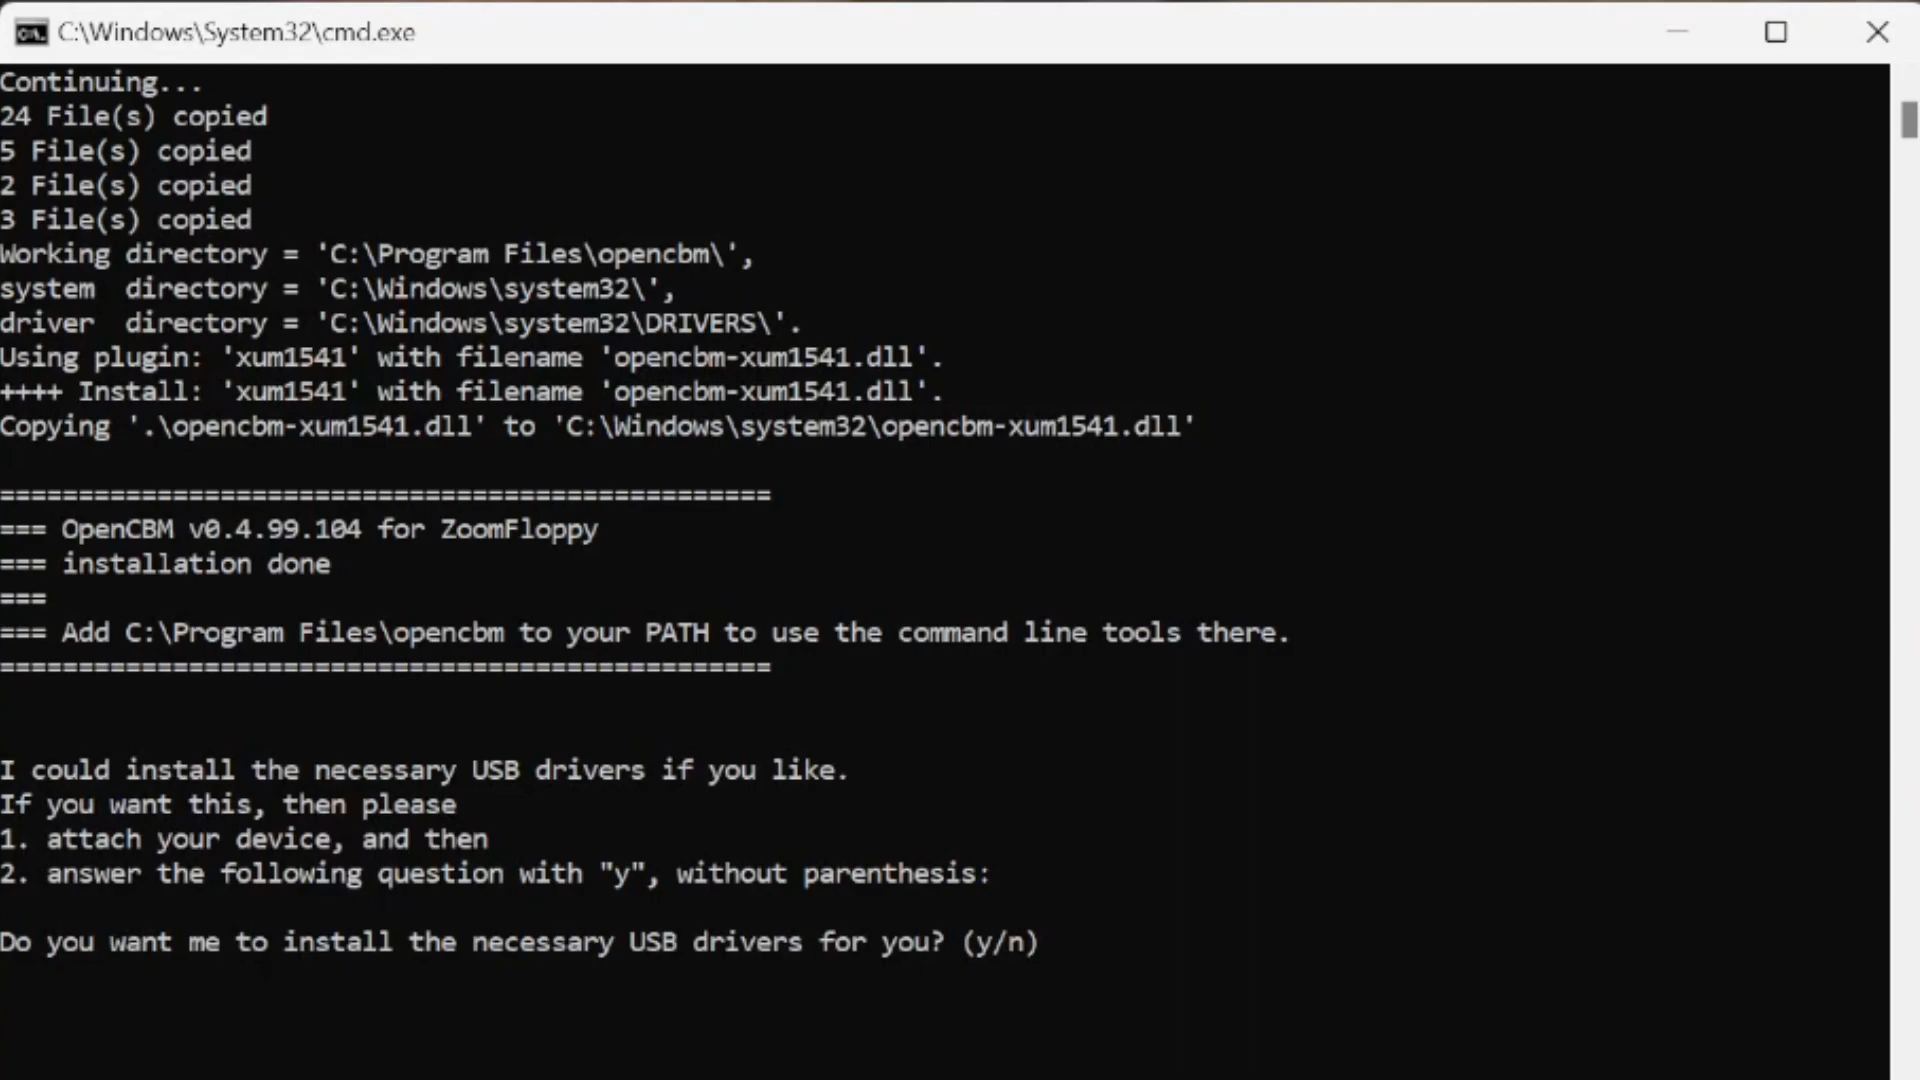 C:\Windows\System32\cmd.exe
Continuing...
24 File(s) copied
5 File(s) copied
2 File(s) copied
3 File(s) copied
Working directory = 'C:\Program Files\opencbm\',
system  directory = 'C:\Windows\system32\',
driver  directory = 'C:\Windows\system32\DRIVERS\'.
Using plugin: 'xum1541' with filename 'opencbm-xum1541.dll'.
++++ Install: 'xum1541' with filename 'opencbm-xum1541.dll'.
Copying '.\opencbm-xum1541.dll' to 'C:\Windows\system32\opencbm-xum1541.dll'
=================================================
=== OpenCBM v0.4.99.104 for ZoomFloppy
=== installation done
===
=== Add C:\Program Files\opencbm to your PATH to use the command line tools there.
=================================================
I could install the necessary USB drivers if you like.
If you want this, then please
1. attach your device, and then
2. answer the following question with "y", without parenthesis:
Do you want me to install the necessary USB drivers for you? (y/n)